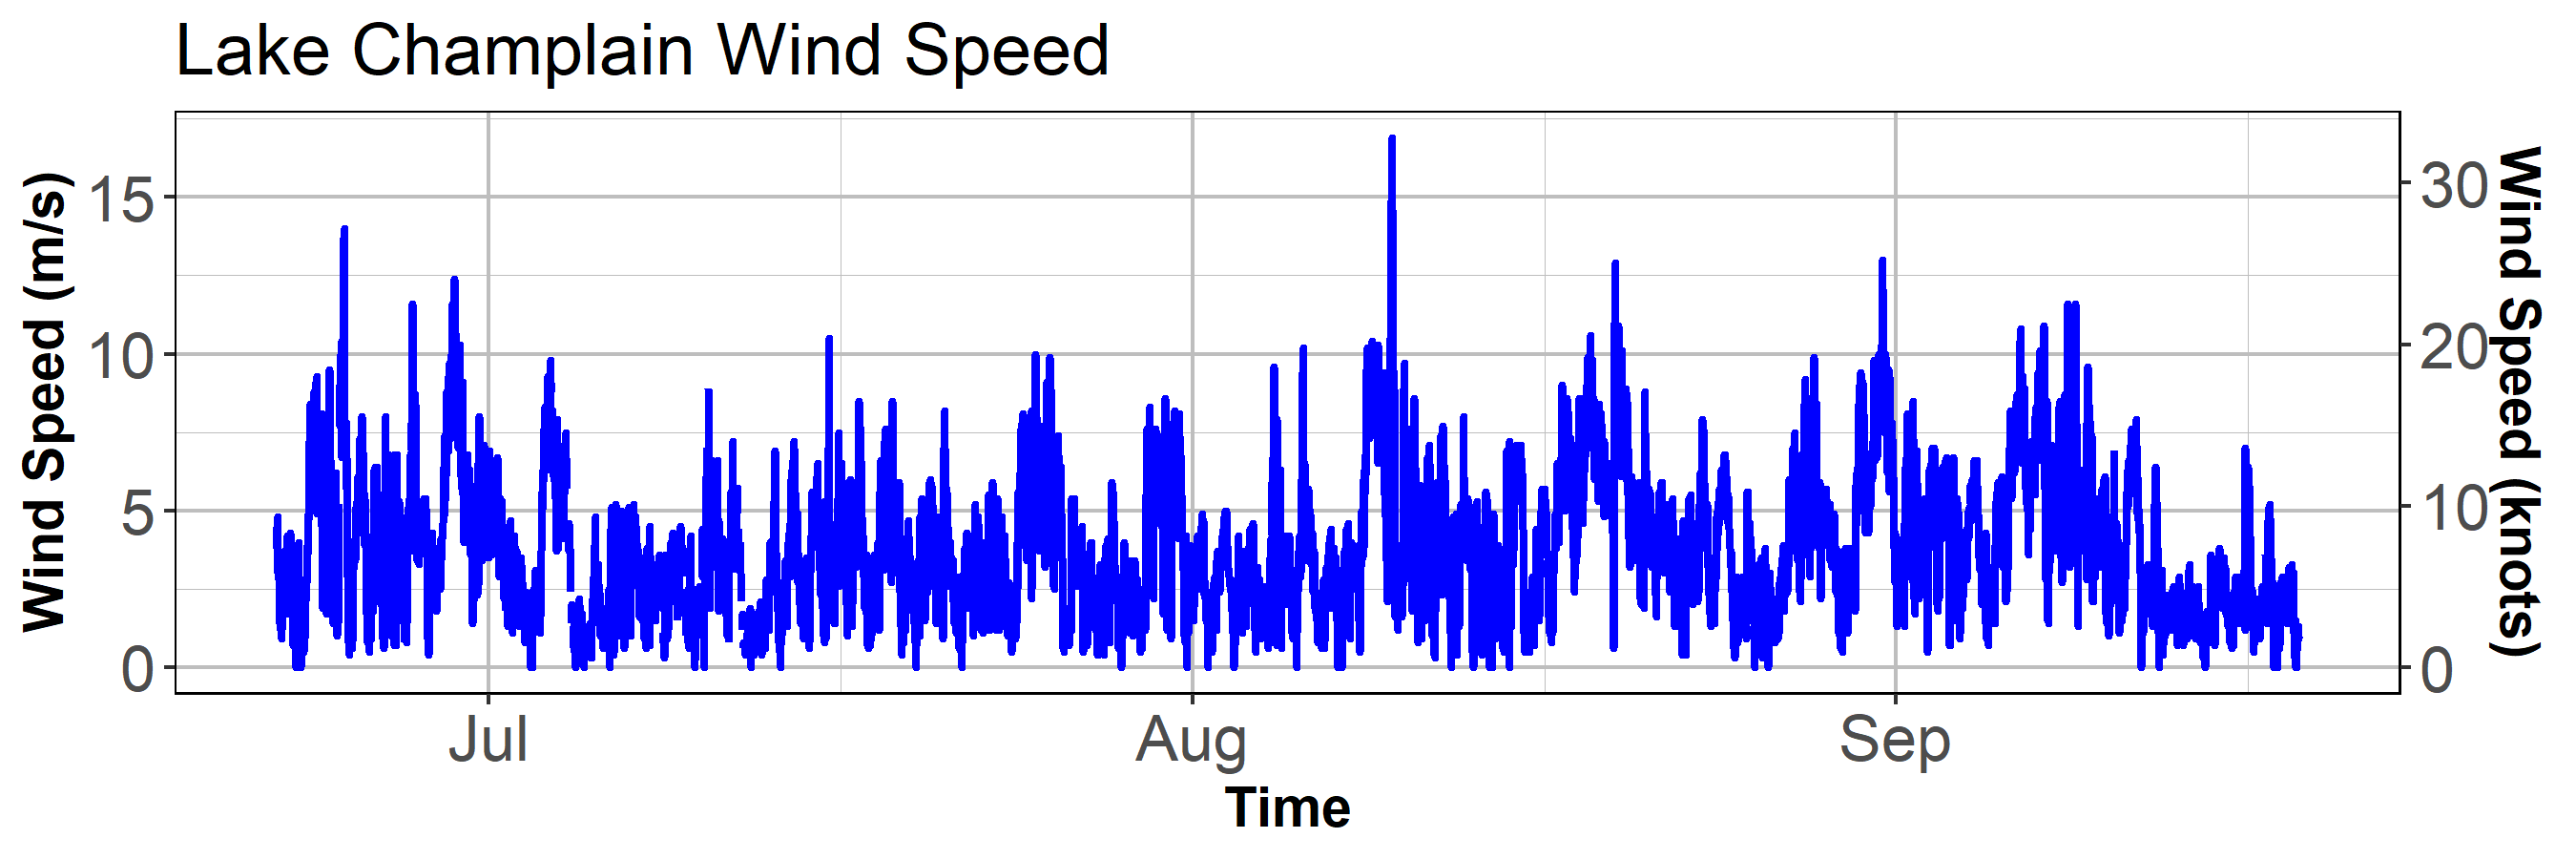 Lake Champlain Wind Speed
Wind Speed (m/s)
15
10
5
0
30
20
10
0
Wind Speed (knots)
Jul
Aug
Sep
Time